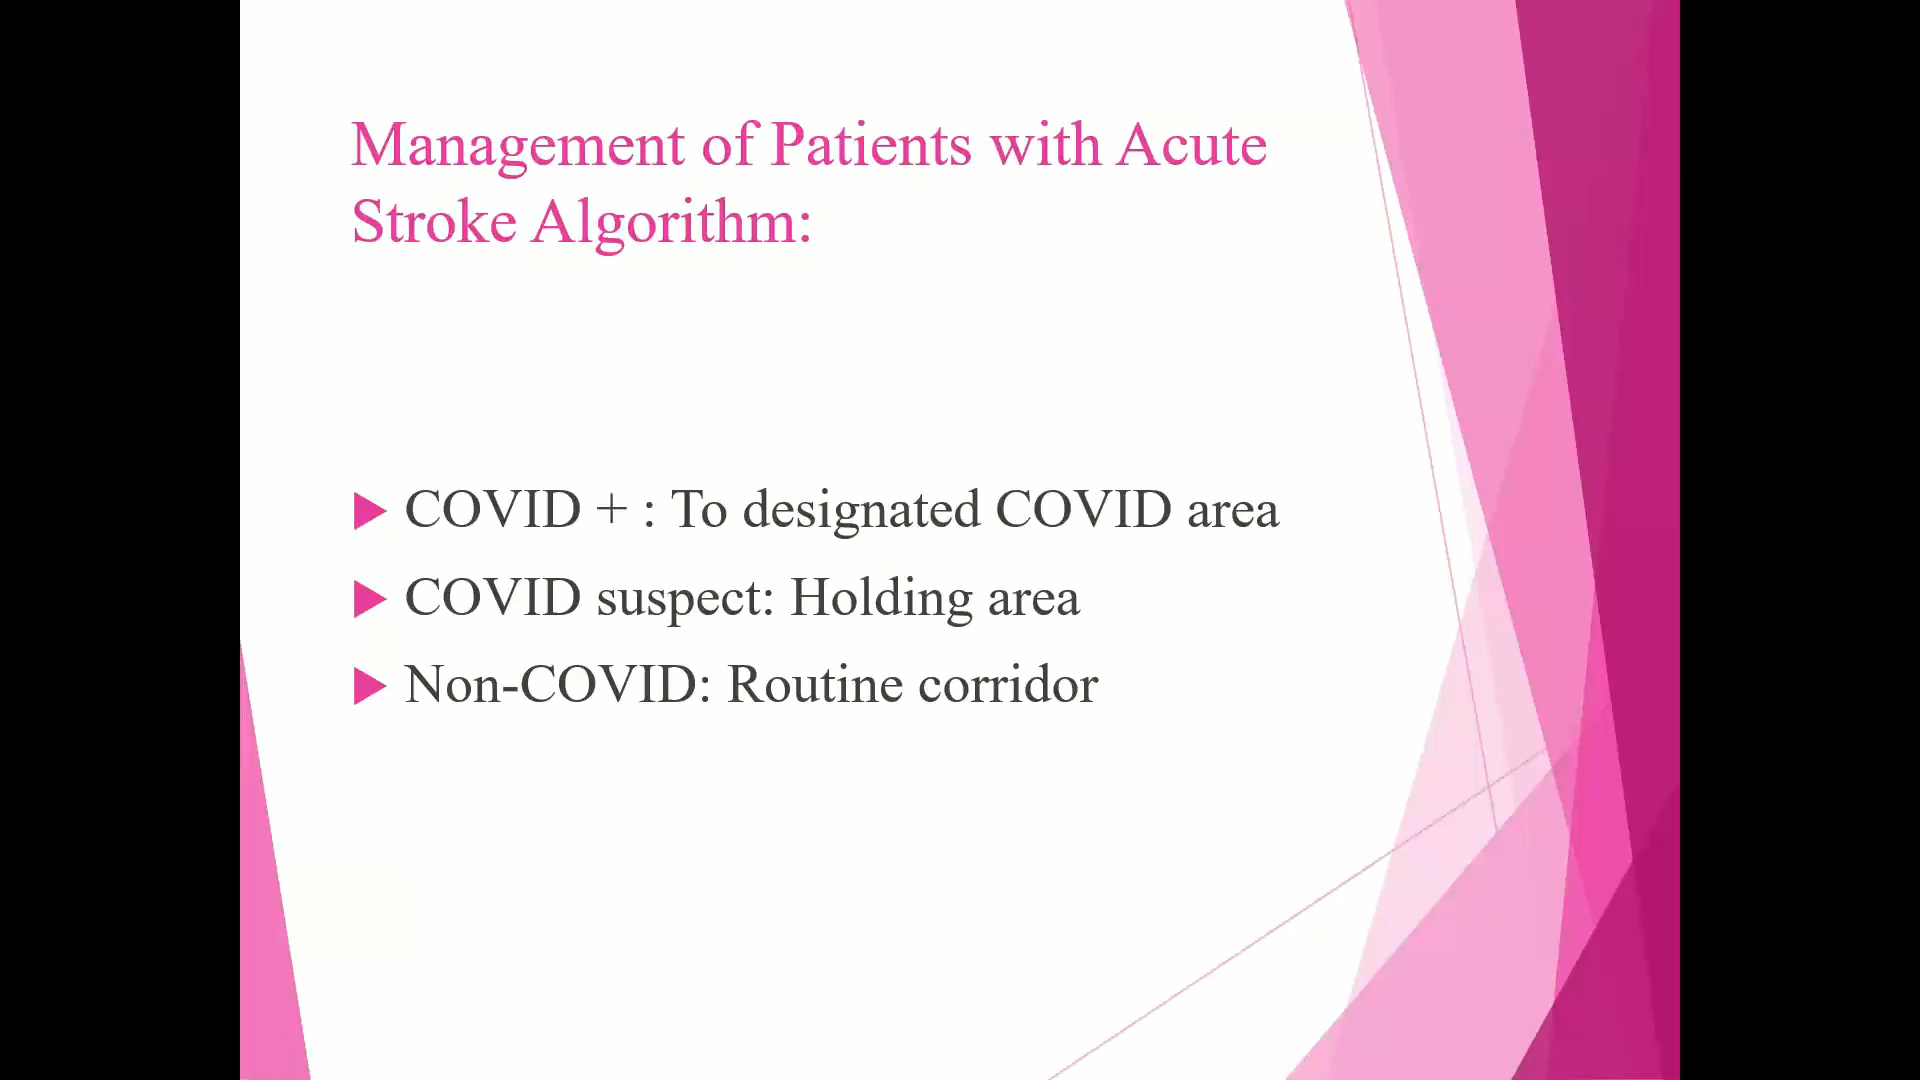 Management of Patients with Acute
Stroke Algorithm:
COVID + : To designated COVID area
COVID suspect: Holding area
Non-COVID: Routine corridor